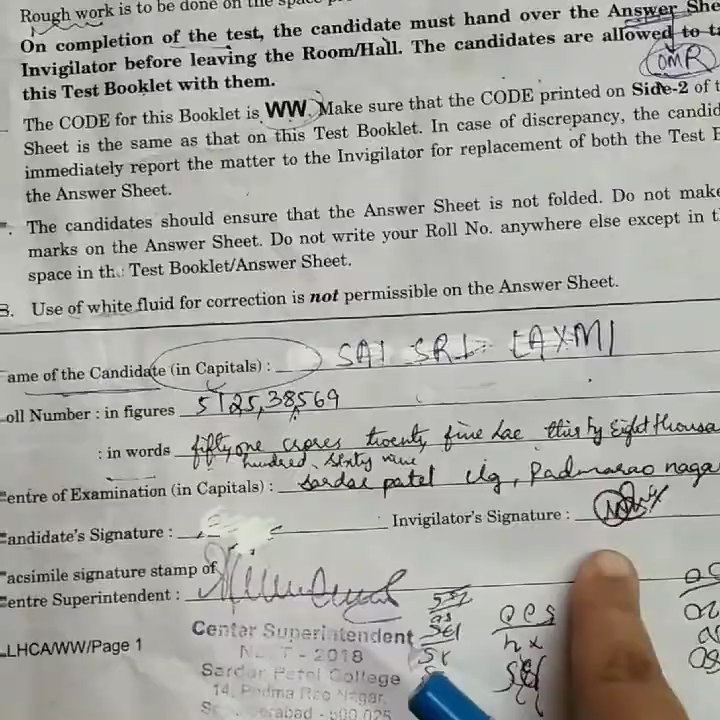 Rough work is to be done on the space
On completion of the test, the candidate must hand over the Answer
Invigilator before leaving the Room/Hall. The candidates are allowed to
OMR
this Test Booklet with them.
The CODE for this Booklet is WW. Make sure that the CODE printed on Side-2 of
Sheet is the same as that on this Test Booklet. In case of discrepancy, the
immediately report the matter to the Invigilator for replacement of both the Test
the Answer Sheet.
The candidates should ensure that the Answer Sheet is not folded. Do not make
marks on the Answer Sheet. Do not write your Roll No. anywhere else except in
space in the Test Booklet/Answer Sheet.
Use of white fluid for correction is not permissible on the Answer Sheet.
ame of the Candidate (in Capitals) : SAI SRI LAXMI
oll Number : in figures 5125,38569
: in words fifty one crores twenty five Lac thirty Eight thousa
hundred, sixty nine
entre of Examination (in Capitals) : Sardar patel clg, Padmarao naga
andidate's Signature : Invigilator's Signature :
acsimile signature stamp of
entre Superintendent :
Centar Superintendent
LHCA/WW/Page 1
NEET - 2018
Sardar Patel College
14, Padma Rao Nagar,